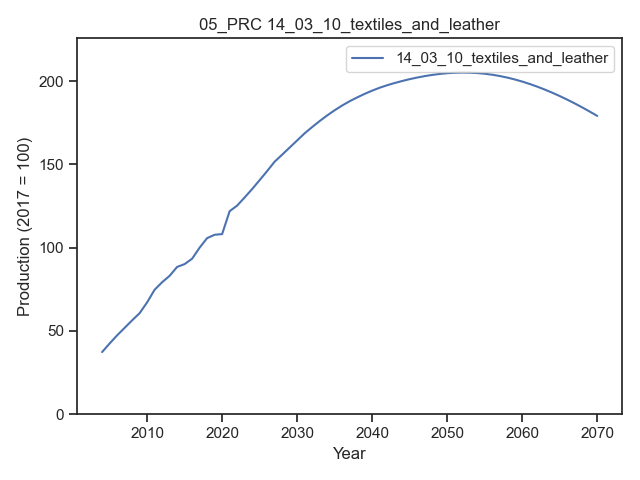 05_PRC 14_03_10_textiles_and_leather
14_03_10_textiles_and_leather
Production (2017 = 100)
200
150
100
50
0
2010 2020 2030 2040 2050 2060 2070
Year